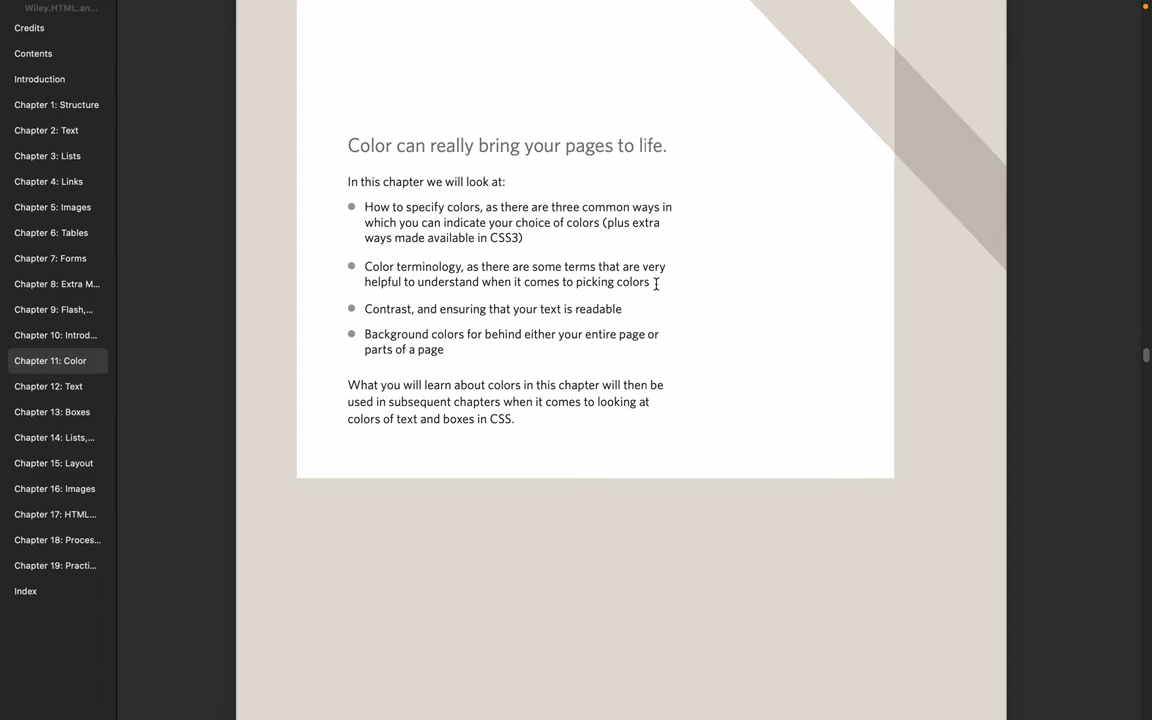 Wiley.HTML.an...
Credits
Contents
Introduction
Chapter 1: Structure
Chapter 2: Text
Chapter 3: Lists
Chapter 4: Links
Chapter 5: Images
Chapter 6: Tables
Chapter 7: Forms
Chapter 8: Extra M...
Chapter 9: Flash,...
Chapter 10: Introd...
Chapter 11: Color
Chapter 12: Text
Chapter 13: Boxes
Chapter 14: Lists,...
Chapter 15: Layout
Chapter 16: Images
Chapter 17: HTML...
Chapter 18: Proces...
Chapter 19: Practi...
Index
Color can really bring your pages to life.
In this chapter we will look at:
How to specify colors, as there are three common ways in
which you can indicate your choice of colors (plus extra
ways made available in CSS3)
Color terminology, as there are some terms that are very
helpful to understand when it comes to picking colors
Contrast, and ensuring that your text is readable
Background colors for behind either your entire page or
parts of a page
What you will learn about colors in this chapter will then be
used in subsequent chapters when it comes to looking at
colors of text and boxes in CSS.